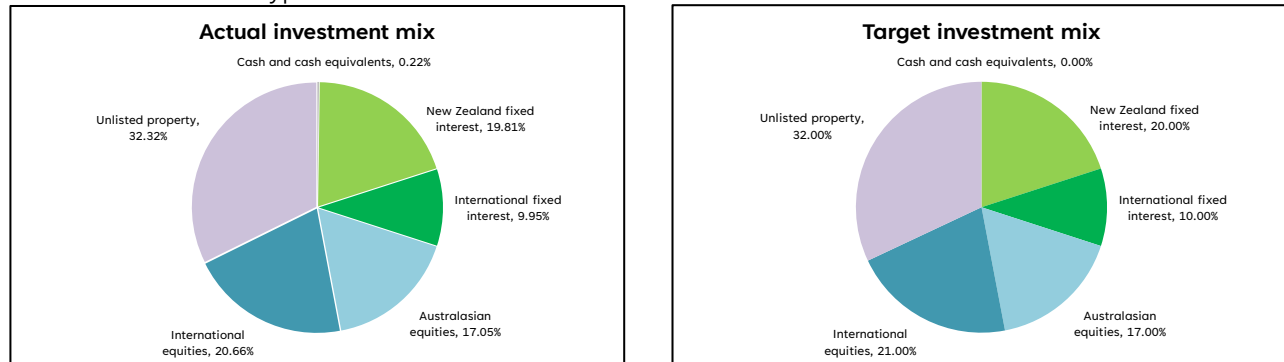 Actual investment mix
Cash and cash equivalents, 0.22%
New Zealand fixed
interest, 19.81%
International fixed
interest, 9.95%
Australasian
equities, 17.05%
International
equities, 20.66%
Unlisted property,
32.32%
Target investment mix
Cash and cash equivalents, 0.00%
New Zealand fixed
interest, 20.00%
International fixed
interest, 10.00%
Australasian
equities, 17.00%
International
equities, 21.00%
Unlisted property,
32.00%